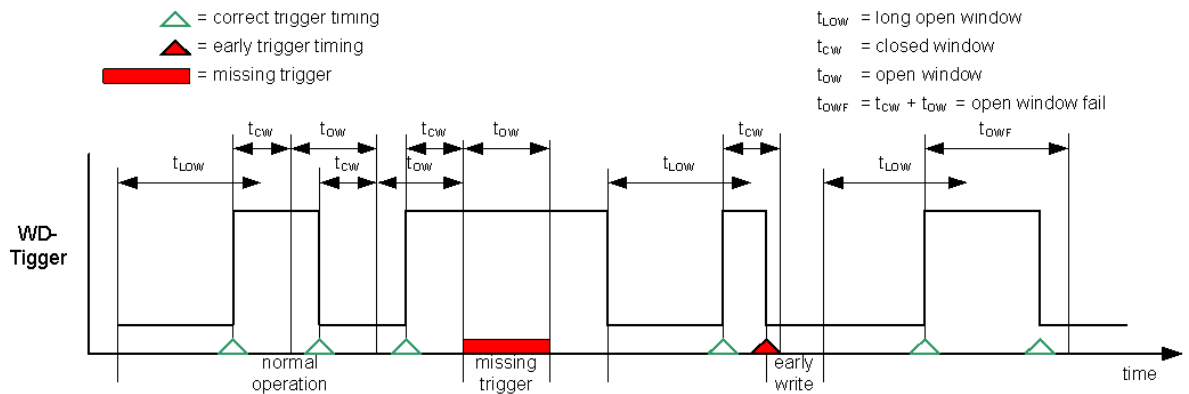 = correct trigger timing
= early trigger timing
= missing trigger
tLOW = long open window
tCW = closed window
tOW = open window
tOWF = tCW + tOW = open window fail
tCW tOW tCW tOW tCW tOWF
tLOW tCW tOW tLOW tLOW
WD-
Tigger
normal
operation
missing
trigger
early
write
time